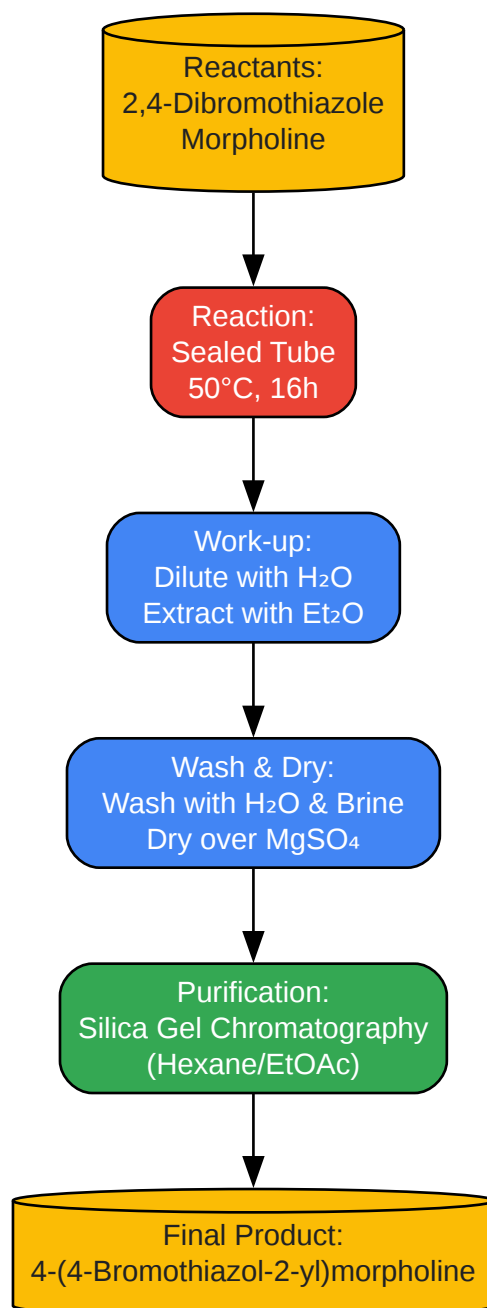 Reactants:
2,4-Dibromothiazole
Morpholine
Reaction:
Sealed Tube
50°C, 16h
Work-up:
Dilute with H₂O
Extract with Et₂O
Wash & Dry:
Wash with H₂O & Brine
Dry over MgSO₄
Purification:
Silica Gel Chromatography
(Hexane/EtOAc)
Final Product:
4-(4-Bromothiazol-2-yl)morpholine